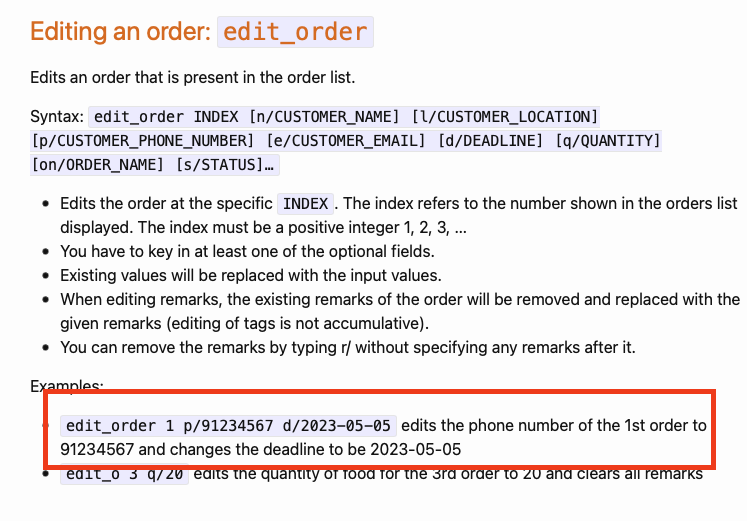 Editing an order: edit_order
Edits an order that is present in the order list.
Syntax: edit_order INDEX [n/CUSTOMER_NAME] [l/CUSTOMER_LOCATION]
[p/CUSTOMER_PHONE_NUMBER] [e/CUSTOMER_EMAIL] [d/DEADLINE] [q/QUANTITY]
[on/ORDER_NAME] [s/STATUS]…
• Edits the order at the specific INDEX. The index refers to the number shown in the orders list
displayed. The index must be a positive integer 1, 2, 3, …
• You have to key in at least one of the optional fields.
• Existing values will be replaced with the input values.
• When editing remarks, the existing remarks of the order will be removed and replaced with the
given remarks (editing of tags is not accumulative).
• You can remove the remarks by typing r/ without specifying any remarks after it.
Examples:
• edit_order 1 p/91234567 d/2023-05-05 edits the phone number of the 1st order to
91234567 and changes the deadline to be 2023-05-05
• edit_o 3 q/20 edits the quantity of food for the 3rd order to 20 and clears all remarks